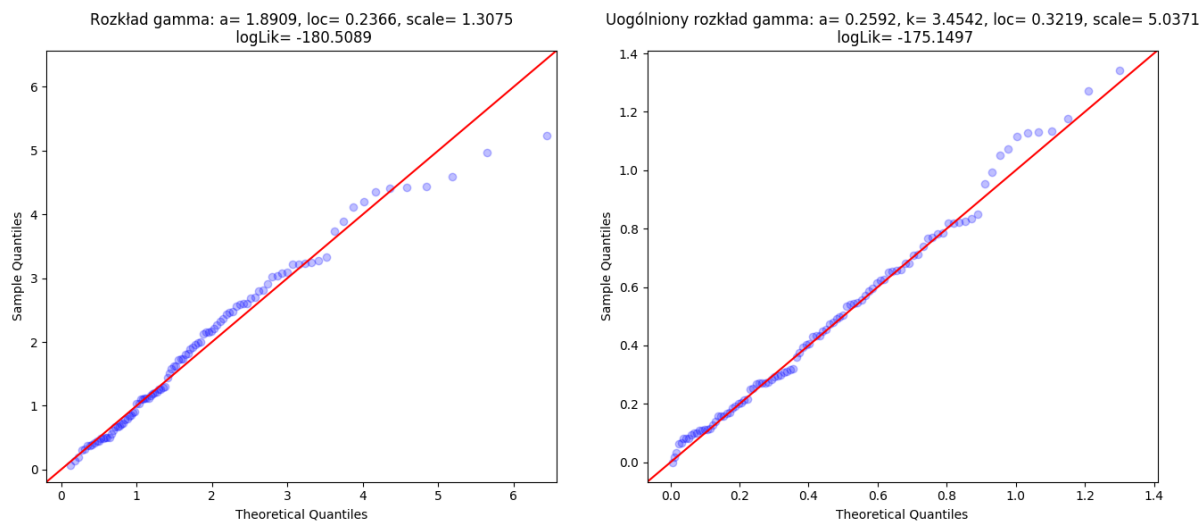 Rozkład gamma: a= 1.8909, loc= 0.2366, scale= 1.3075
logLik= -180.5089
6
5
4
3
2
1
0
Sample Quantiles
0 1 2 3 4 5 6
Theoretical Quantiles
Uogólniony rozkład gamma: a= 0.2592, k= 3.4542, loc= 0.3219, scale= 5.0371
logLik= -175.1497
1.4
1.2
1.0
0.8
0.6
0.4
0.2
0.0
Sample Quantiles
0.0 0.2 0.4 0.6 0.8 1.0 1.2 1.4
Theoretical Quantiles